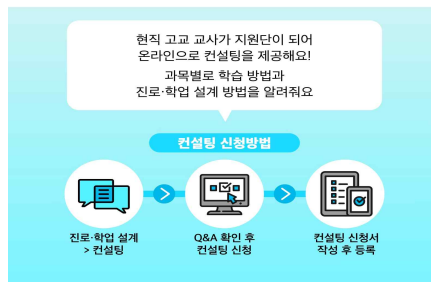 현직 고교 교사가 지원단이 되어
온라인으로 컨설팅을 제공해요!
과목별로 학습 방법과
진로·학업 설계 방법을 알려줘요
컨설팅 신청방법
진로·학업 설계
> 컨설팅
Q&A 확인 후
컨설팅 신청
컨설팅 신청서
작성 후 등록